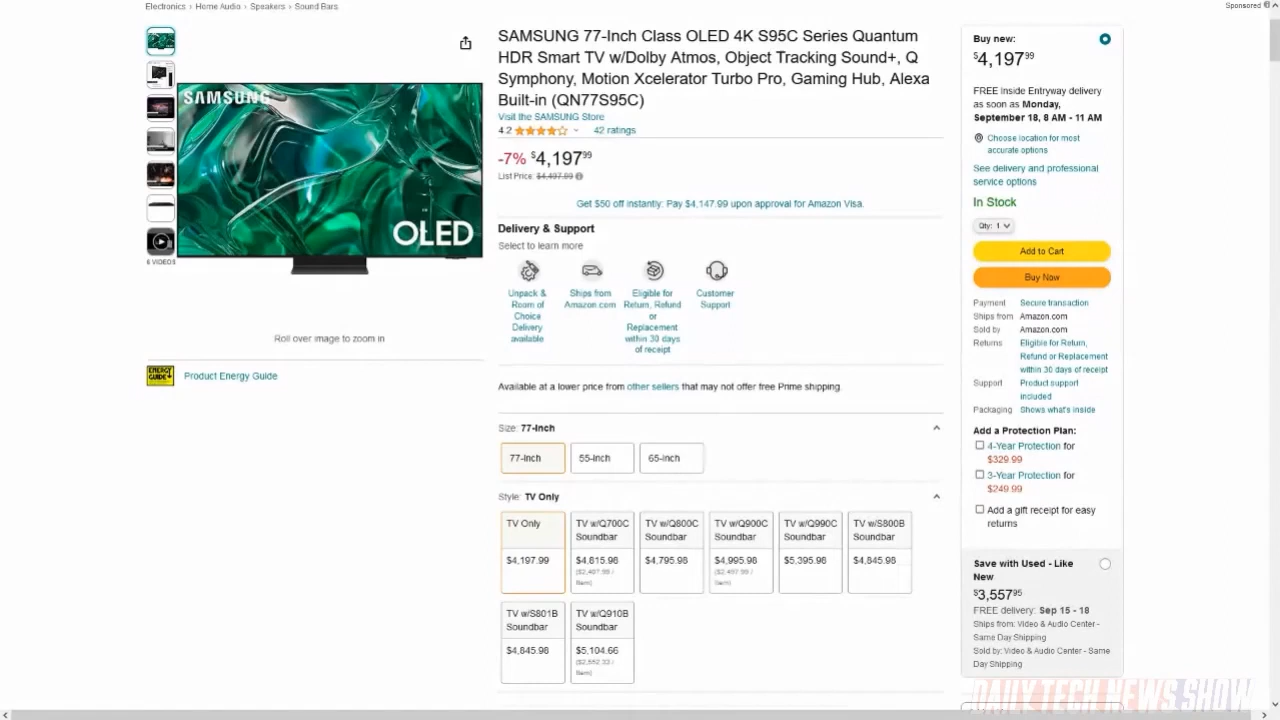 Electronics › Home Audio › Speakers › Sound Bars
Sponsored
SAMSUNG
OLED
6 VIDEOS
Roll over image to zoom in
ENERGY GUIDE
Product Energy Guide
SAMSUNG 77-Inch Class OLED 4K S95C Series Quantum
HDR Smart TV w/Dolby Atmos, Object Tracking Sound+, Q
Symphony, Motion Xcelerator Turbo Pro, Gaming Hub, Alexa
Built-in (QN77S95C)
Visit the SAMSUNG Store
4.2 42 ratings
-7% $4,197.99
List Price: $4,497.99
Get $50 off instantly: Pay $4,147.99 upon approval for Amazon Visa.
Delivery & Support
Select to learn more
Unpack &
Room of
Choice
Delivery
available
Ships from
Amazon.com
Eligible for
Return, Refund
or
Replacement
within 30 days
of receipt
Customer
Support
Available at a lower price from other sellers that may not offer free Prime shipping.
Size: 77-Inch
77-Inch 55-Inch 65-Inch
Style: TV Only
TV Only
$4,197.99
TV w/Q700C
Soundbar
$4,815.98
TV w/Q800C
Soundbar
$4,795.98
TV w/Q900C
Soundbar
$4,995.98
($2,497.99 /
Item)
TV w/Q990C
Soundbar
$5,395.98
TV w/S800B
Soundbar
$4,845.98
TV w/S801B
Soundbar
$4,845.98
TV w/Q910B
Soundbar
$5,104.66
($2,552.33 /
Item)
Buy new:
$4,197.99
FREE Inside Entryway delivery
as soon as Monday,
September 18, 8 AM - 11 AM
Choose location for most
accurate options
See delivery and professional
service options
In Stock
Qty: 1
Add to Cart
Buy Now
Payment Secure transaction
Ships from Amazon.com
Sold by Amazon.com
Returns Eligible for Return,
Refund or Replacement
within 30 days of receipt
Support Product support
included
Packaging Shows what's inside
Add a Protection Plan:
4-Year Protection for
$329.99
3-Year Protection for
$249.99
Add a gift receipt for easy
returns
Save with Used - Like
New
$3,557.95
FREE delivery: Sep 15 - 18
Ships from: Video & Audio Center -
Same Day Shipping
Sold by: Video & Audio Center - Same
Day Shipping
DAILY TECH NEWS SHOW